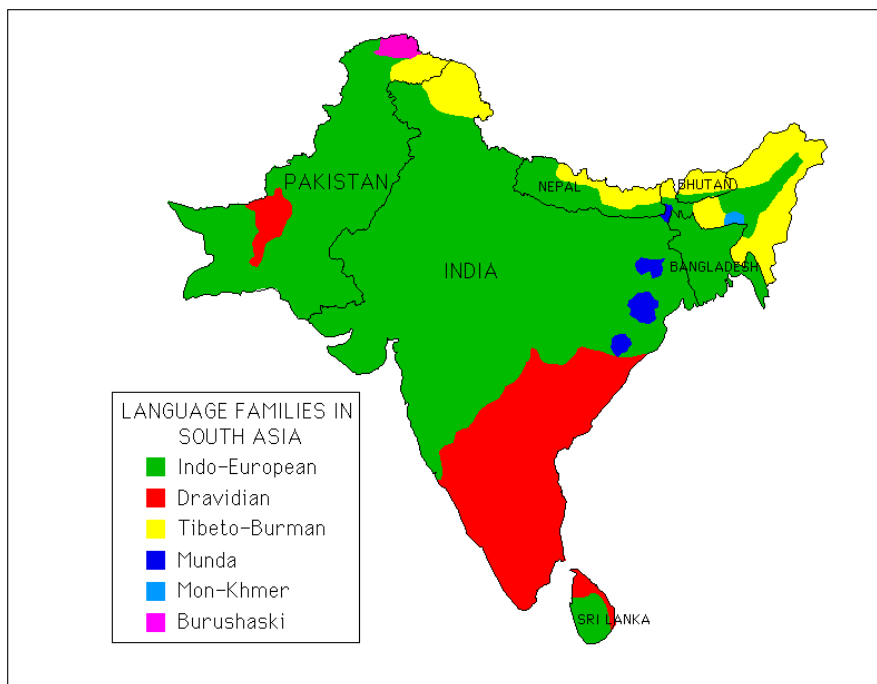 PAKISTAN
NEPAL
BHUTAN
INDIA
BANGLADESH
SRI LANKA
LANGUAGE FAMILIES IN
SOUTH ASIA
Indo-European
Dravidian
Tibeto-Burman
Munda
Mon-Khmer
Burushaski